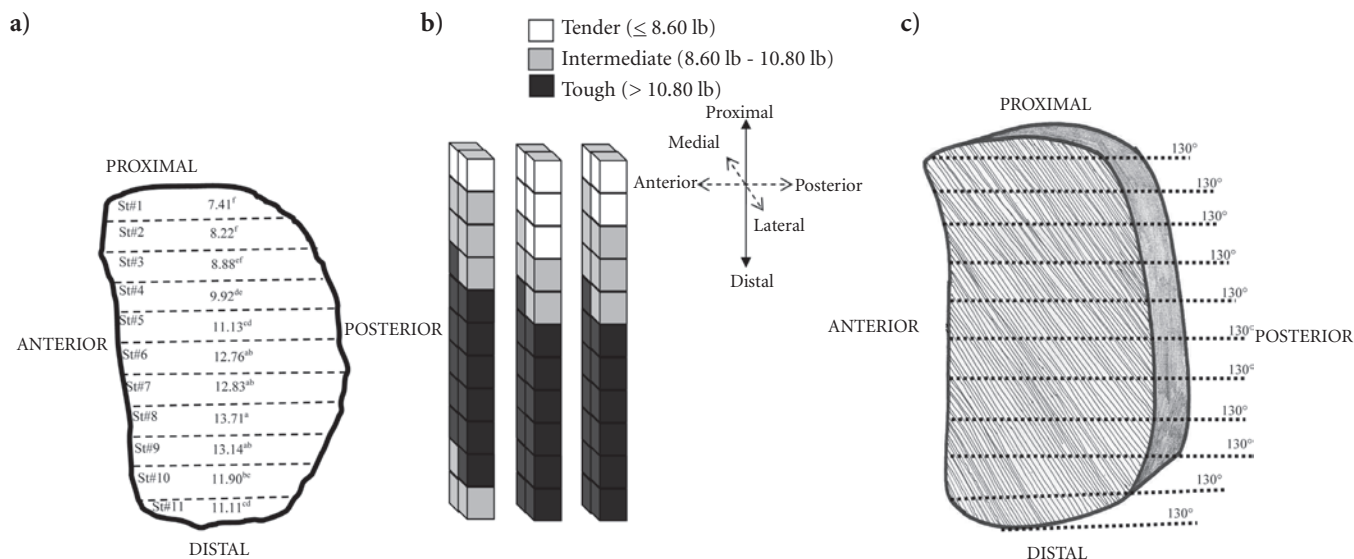 a)
PROXIMAL
St#1 7.41f
St#2 8.22f
St#3 8.88ef
St#4 9.92de
St#5 11.13cd
St#6 12.76ab
St#7 12.83ab
St#8 13.71a
St#9 13.14ab
St#10 11.90bc
St#11 11.11cd
ANTERIOR
POSTERIOR
DISTAL
b)
Tender (≤ 8.60 lb)
Intermediate (8.60 lb - 10.80 lb)
Tough (> 10.80 lb)
Proximal
Medial
Anterior
Posterior
Lateral
Distal
c)
PROXIMAL
130°
130°
130°
130°
130°
130°
130°
130°
130°
130°
130°
ANTERIOR
POSTERIOR
DISTAL